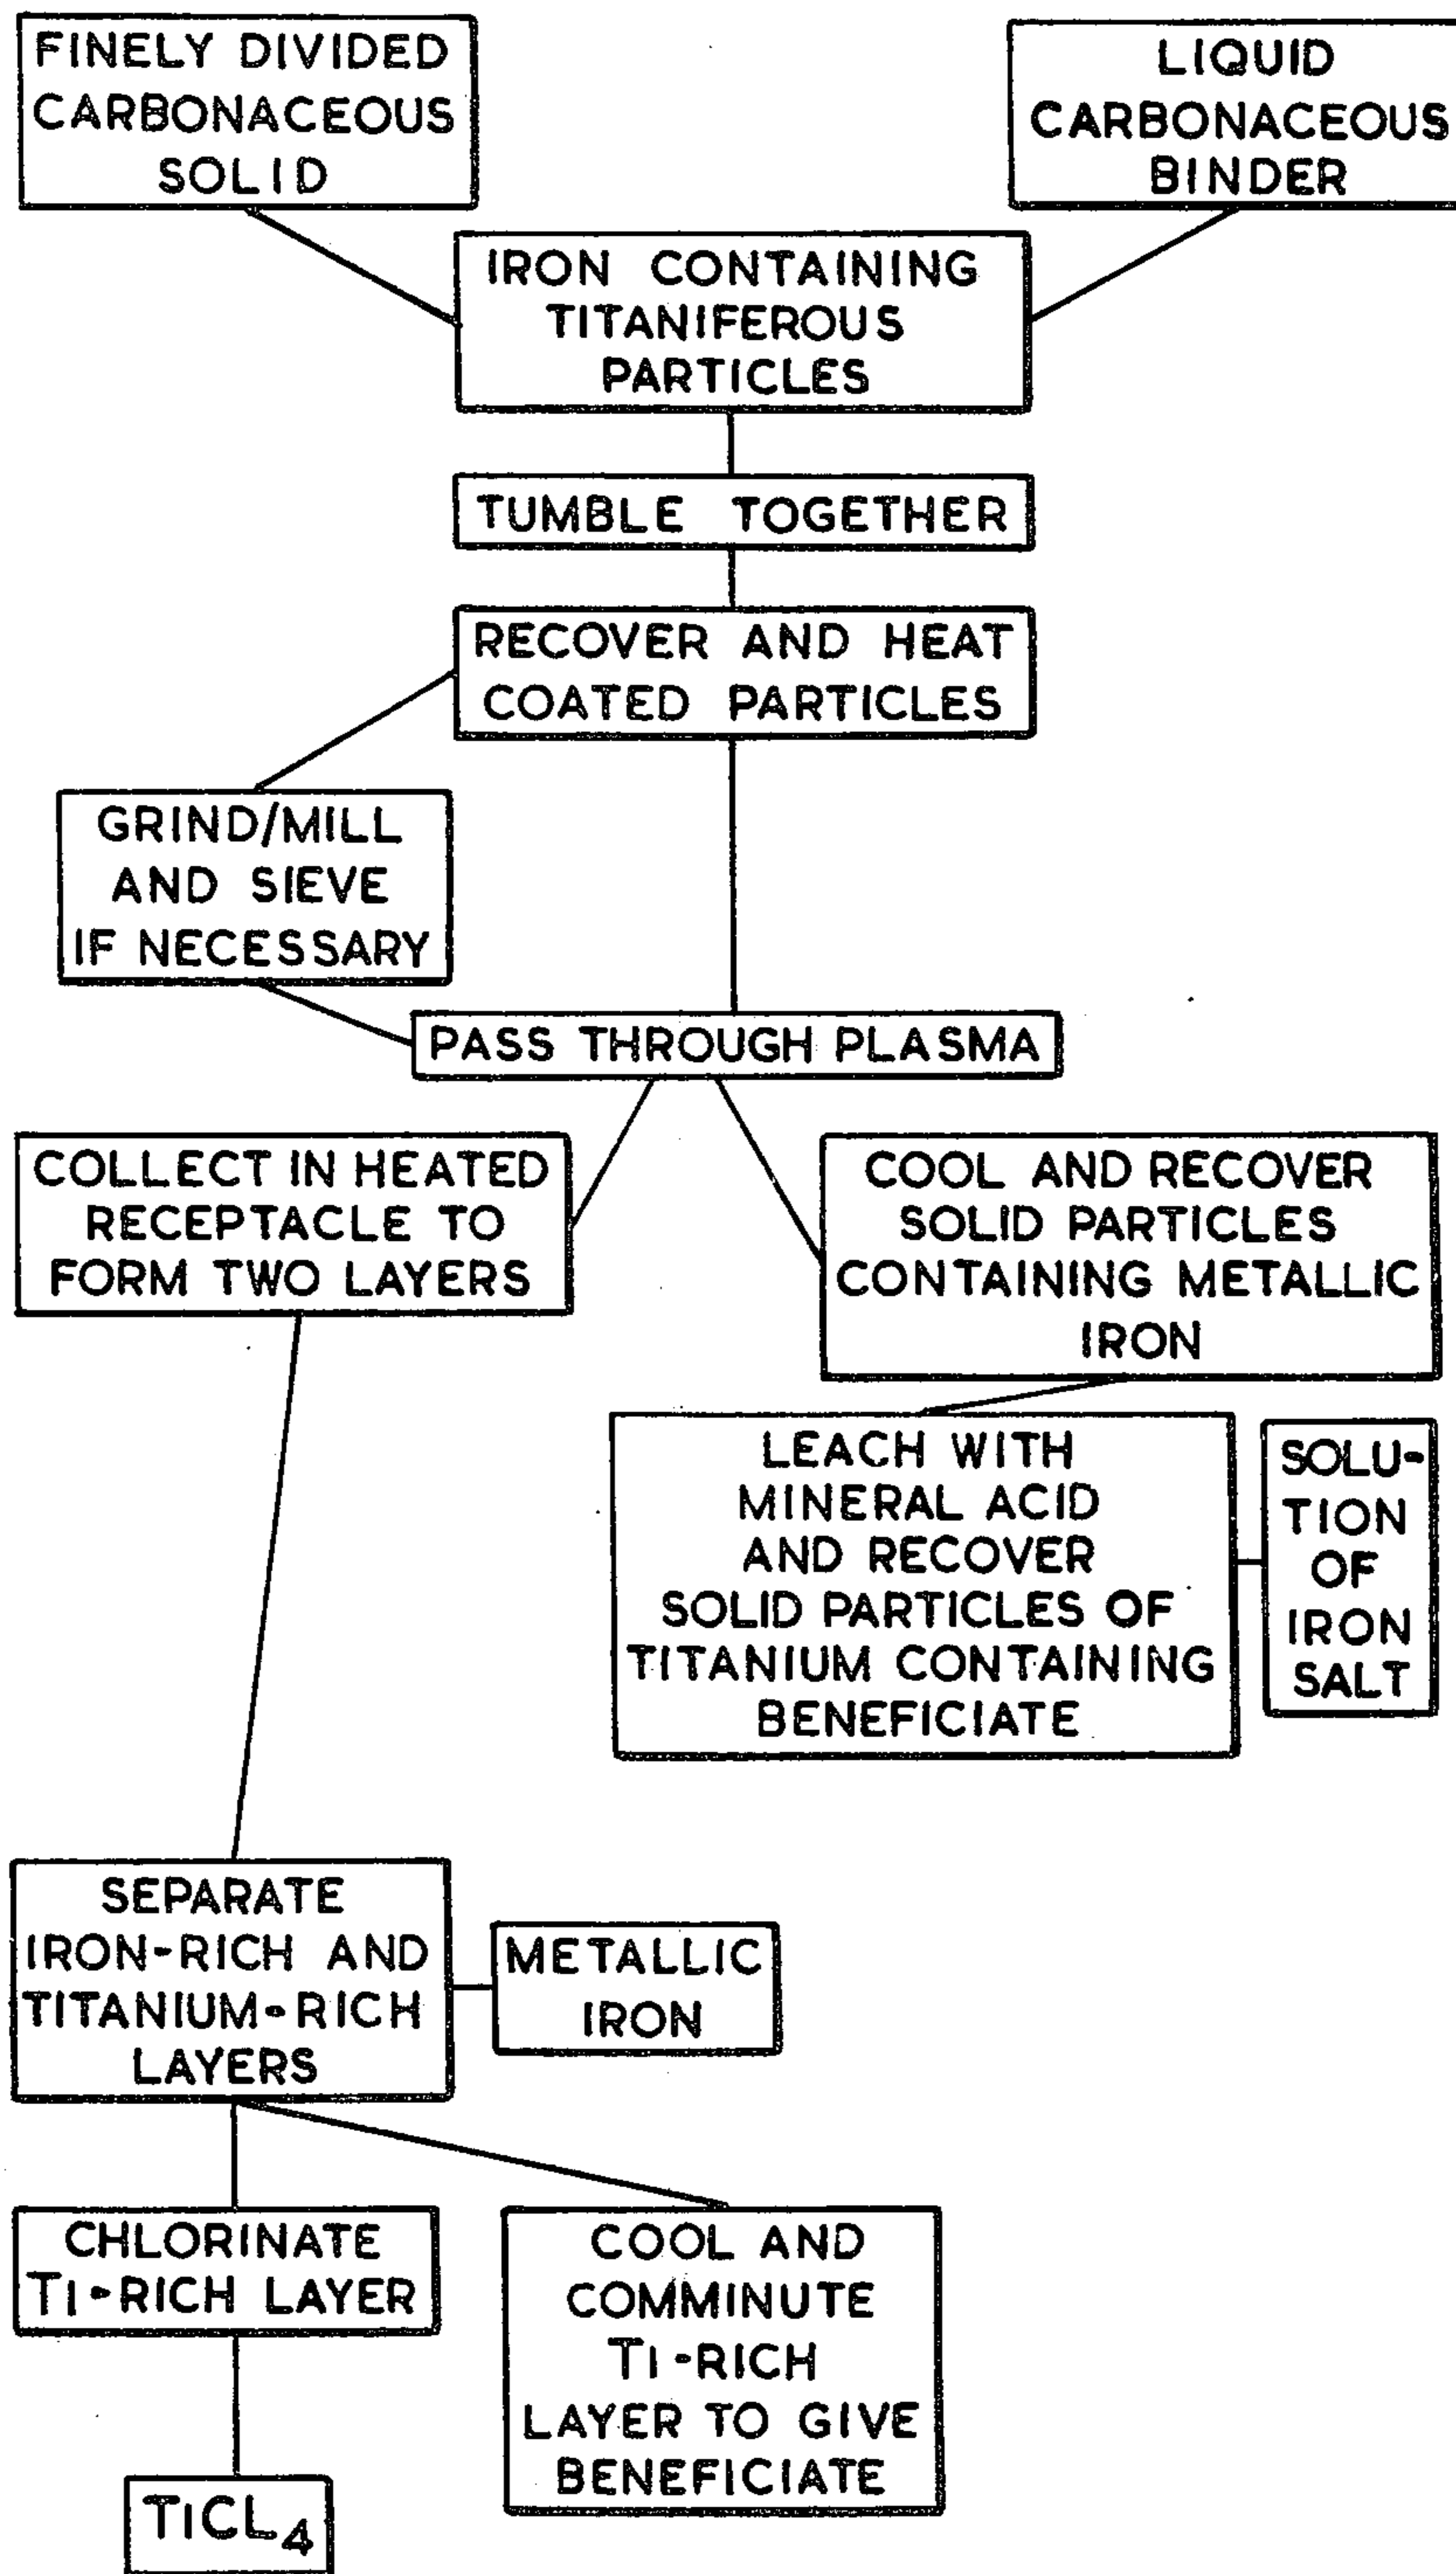 FINELY DIVIDED
CARBONACEOUS
SOLID
LIQUID
CARBONACEOUS
BINDER
IRON CONTAINING
TITANIFEROUS
PARTICLES
TUMBLE TOGETHER
RECOVER AND HEAT
COATED PARTICLES
GRIND/MILL
AND SIEVE
IF NECESSARY
PASS THROUGH PLASMA
COLLECT IN HEATED
RECEPTACLE TO
FORM TWO LAYERS
COOL AND RECOVER
SOLID PARTICLES
CONTAINING METALLIC
IRON
LEACH WITH
MINERAL ACID
AND RECOVER
SOLID PARTICLES OF
TITANIUM CONTAINING
BENEFICIATE
SOLU-
TION
OF
IRON
SALT
SEPARATE
IRON-RICH AND
TITANIUM-RICH
LAYERS
METALLIC
IRON
CHLORINATE
TI-RICH LAYER
COOL AND
COMMINUTE
TI-RICH
LAYER TO GIVE
BENEFICIATE
TICL4